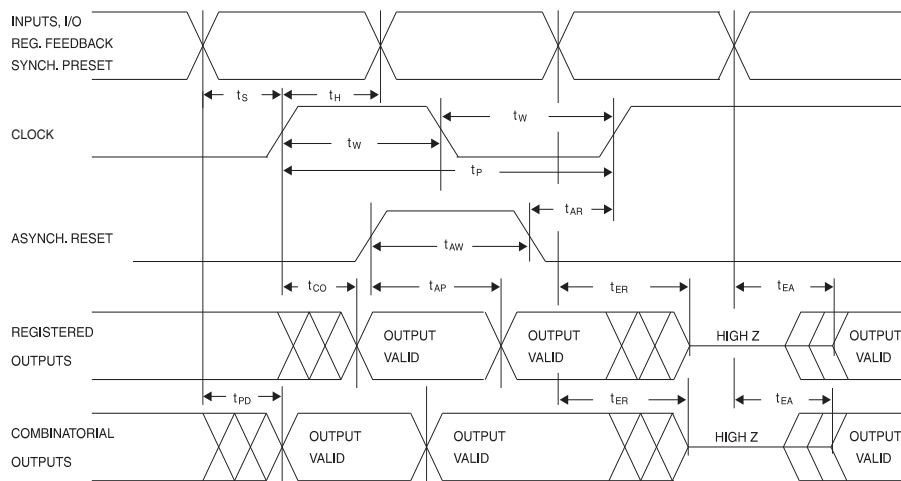 INPUTS, I/O
REG. FEEDBACK
SYNCH. PRESET
tS
tH
CLOCK
tW
tW
tP
tAR
ASYNCH. RESET
tAW
tCO
tAP
tER
tEA
REGISTERED
OUTPUTS
OUTPUT
VALID
OUTPUT
VALID
HIGH Z
OUTPUT
VALID
tPD
tER
tEA
COMBINATORIAL
OUTPUTS
OUTPUT
VALID
OUTPUT
VALID
HIGH Z
OUTPUT
VALID